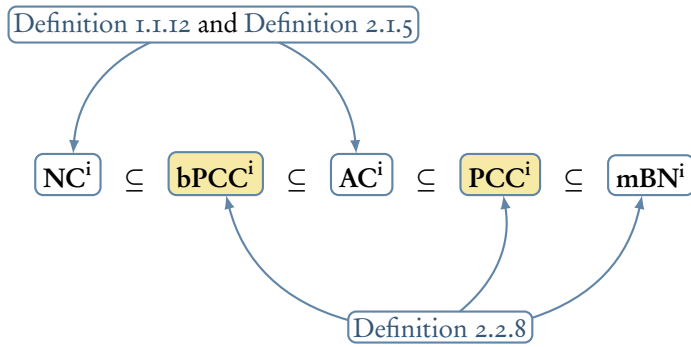 Definition 1.1.12 and Definition 2.1.5
NCⁱ ⊆ bPCCⁱ ⊆ ACⁱ ⊆ PCCⁱ ⊆ mBNⁱ
Definition 2.2.8